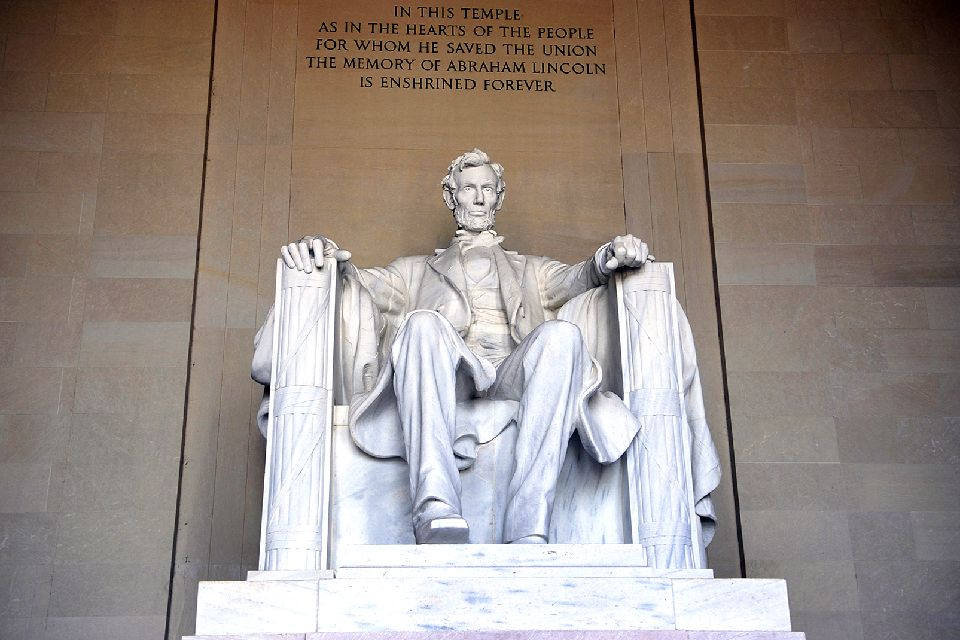 IN THIS TEMPLE
AS IN THE HEARTS OF THE PEOPLE
FOR WHOM HE SAVED THE UNION
THE MEMORY OF ABRAHAM LINCOLN
IS ENSHRINED FOREVER